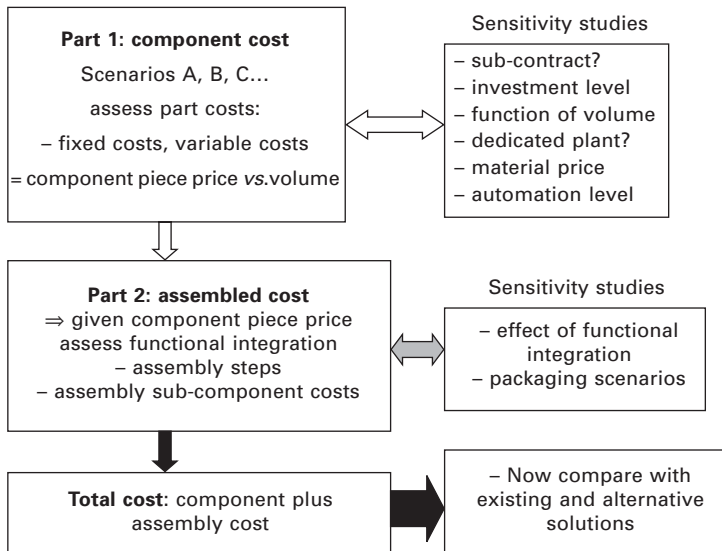 Part 1: component cost
Scenarios A, B, C...
assess part costs:
– fixed costs, variable costs
= component piece price vs.volume
Sensitivity studies
– sub-contract?
– investment level
– function of volume
– dedicated plant?
– material price
– automation level
Part 2: assembled cost
⇒ given component piece price
assess functional integration
– assembly steps
– assembly sub-component costs
Sensitivity studies
– effect of functional
integration
– packaging scenarios
Total cost: component plus
assembly cost
– Now compare with
existing and alternative
solutions